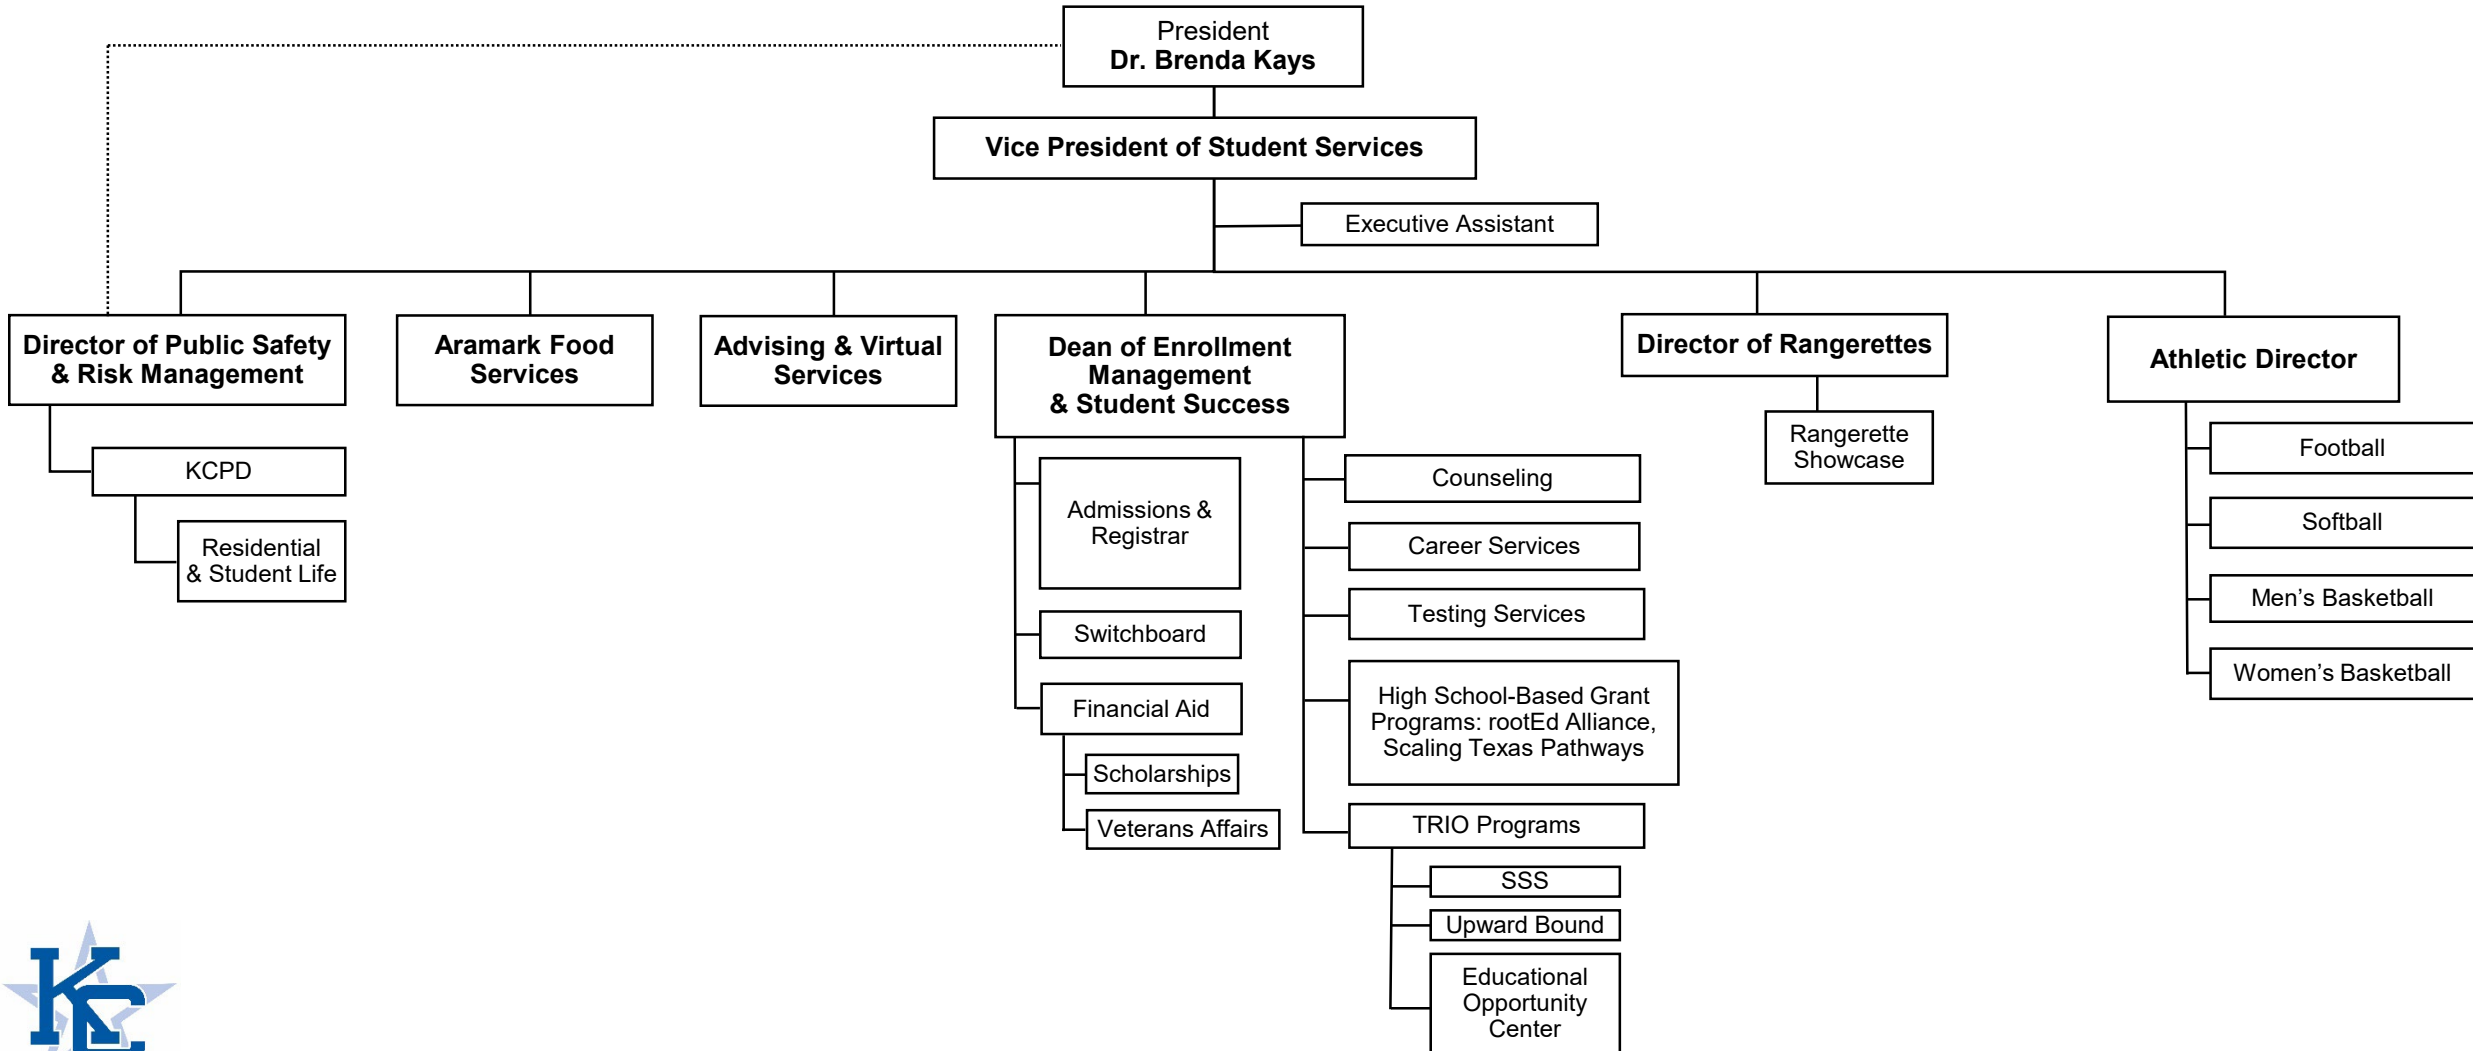 President
Dr. Brenda Kays
Vice President of Student Services
Executive Assistant
Director of Public Safety
& Risk Management
KCPD
Residential
& Student Life
Aramark Food
Services
Advising & Virtual
Services
Dean of Enrollment
Management
& Student Success
Admissions &
Registrar
Switchboard
Financial Aid
Scholarships
Veterans Affairs
Counseling
Career Services
Testing Services
High School-Based Grant
Programs: rootEd Alliance,
Scaling Texas Pathways
TRIO Programs
SSS
Upward Bound
Educational
Opportunity
Center
Director of Rangerettes
Rangerette
Showcase
Athletic Director
Football
Softball
Men’s Basketball
Women’s Basketball
KC